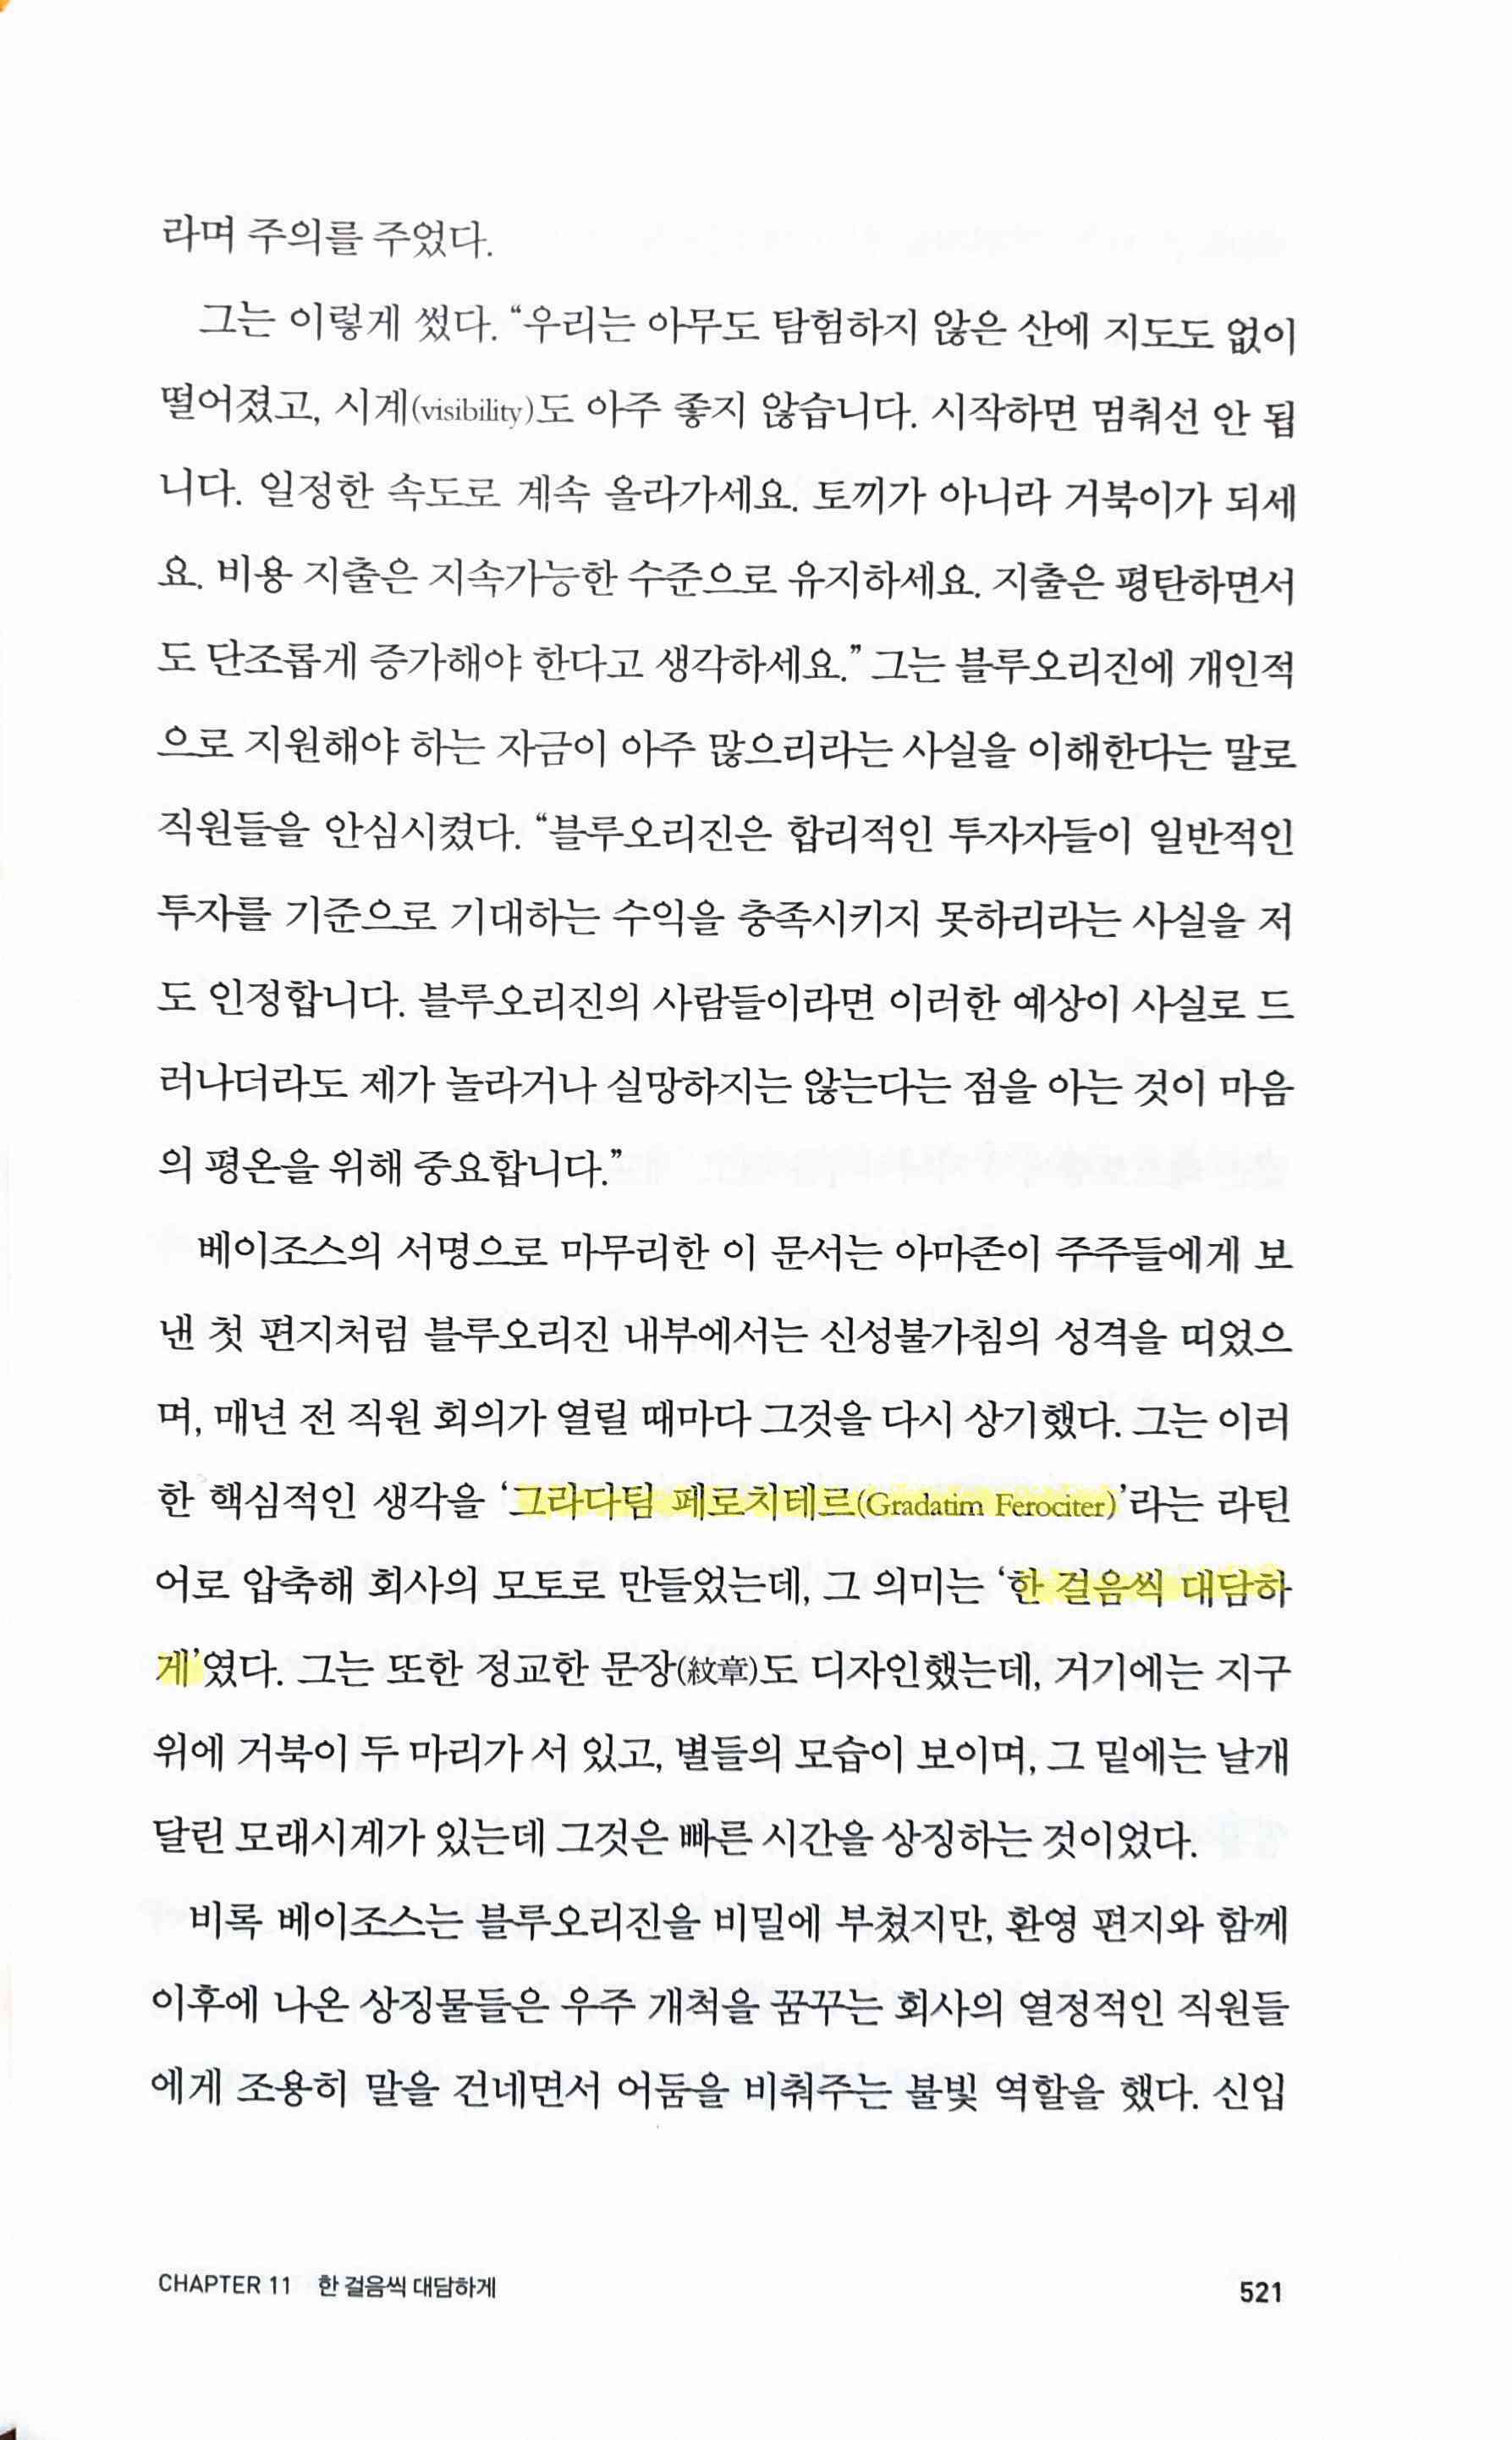 라며 주의를 주었다.
그는 이렇게 썼다. “우리는 아무도 탐험하지 않은 산에 지도도 없이
떨어졌고, 시계(visibility)도 아주 좋지 않습니다. 시작하면 멈춰선 안 됩
니다. 일정한 속도로 계속 올라가세요. 토끼가 아니라 거북이가 되세
요. 비용 지출은 지속가능한 수준으로 유지하세요. 지출은 평탄하면서
도 단조롭게 증가해야 한다고 생각하세요.” 그는 블루오리진에 개인적
으로 지원해야 하는 자금이 아주 많으리라는 사실을 이해한다는 말로
직원들을 안심시켰다. “블루오리진은 합리적인 투자자들이 일반적인
투자를 기준으로 기대하는 수익을 충족시키지 못하리라는 사실을 저
도 인정합니다. 블루오리진의 사람들이라면 이러한 예상이 사실로 드
러나더라도 제가 놀라거나 실망하지는 않는다는 점을 아는 것이 마음
의 평온을 위해 중요합니다.”
베이조스의 서명으로 마무리한 이 문서는 아마존이 주주들에게 보
낸 첫 편지처럼 블루오리진 내부에서는 신성불가침의 성격을 띠었으
며, 매년 전 직원 회의가 열릴 때마다 그것을 다시 상기했다. 그는 이러
한 핵심적인 생각을 ‘그라다팀 페로치테르(Gradatim Ferociter)’라는 라틴
어로 압축해 회사의 모토로 만들었는데, 그 의미는 ‘한 걸음씩 대담하
게’였다. 그는 또한 정교한 문장(紋章)도 디자인했는데, 거기에는 지구
위에 거북이 두 마리가 서 있고, 별들의 모습이 보이며, 그 밑에는 날개
달린 모래시계가 있는데 그것은 빠른 시간을 상징하는 것이었다.
비록 베이조스는 블루오리진을 비밀에 부쳤지만, 환영 편지와 함께
이후에 나온 상징물들은 우주 개척을 꿈꾸는 회사의 열정적인 직원들
에게 조용히 말을 건네면서 어둠을 비춰주는 불빛 역할을 했다. 신입
CHAPTER 11 한 걸음씩 대담하게
521